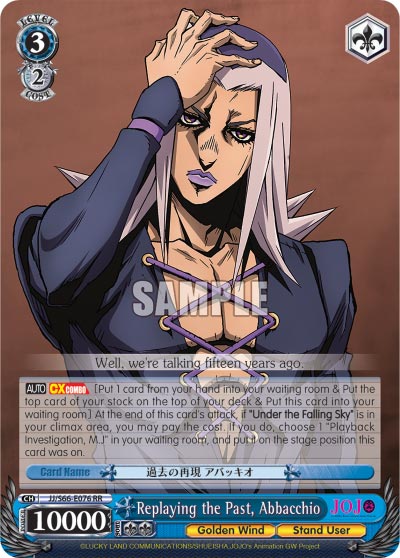 LEVEL
3
2
COST
SAMPLE
Well, we're talking fifteen years ago.
AUTO CX COMBO [Put 1 card from your hand into your waiting room & Put the
top card of your stock on the top of your deck & Put this card into your
waiting room] At the end of this card's attack, if "Under the Falling Sky" is in
your climax area, you may pay the cost. If you do, choose 1 "Playback
Investigation, M.J" in your waiting room, and put it on the stage position this
card was on.
Card Name 過去の再現 アバッキオ
CH JJ/S66-E076 RR
POWER 10000 SOUL Replaying the Past, Abbacchio JOJO
Golden Wind Stand User
©LUCKY LAND COMMUNICATIONS/SHUEISHA,JOJO's Animation GW Project